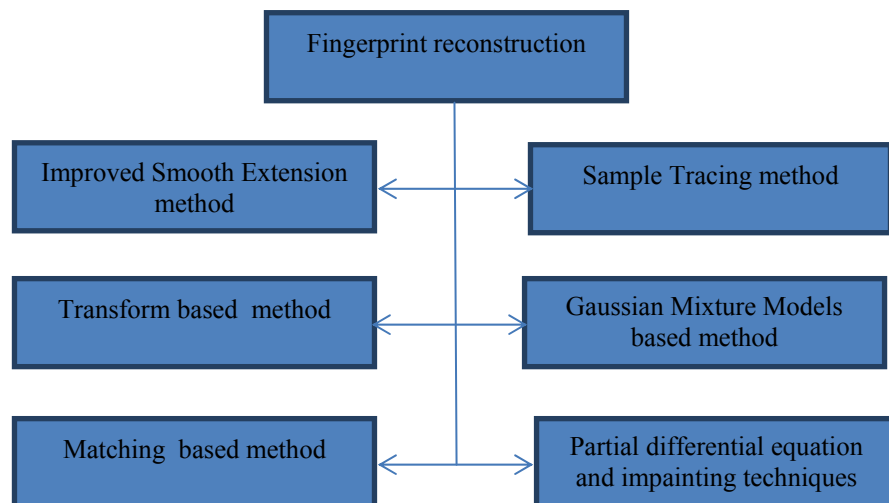 Fingerprint reconstruction
Improved Smooth Extension
method
Sample Tracing method
Transform based  method
Gaussian Mixture Models
based method
Matching  based method
Partial differential equation
and impainting techniques